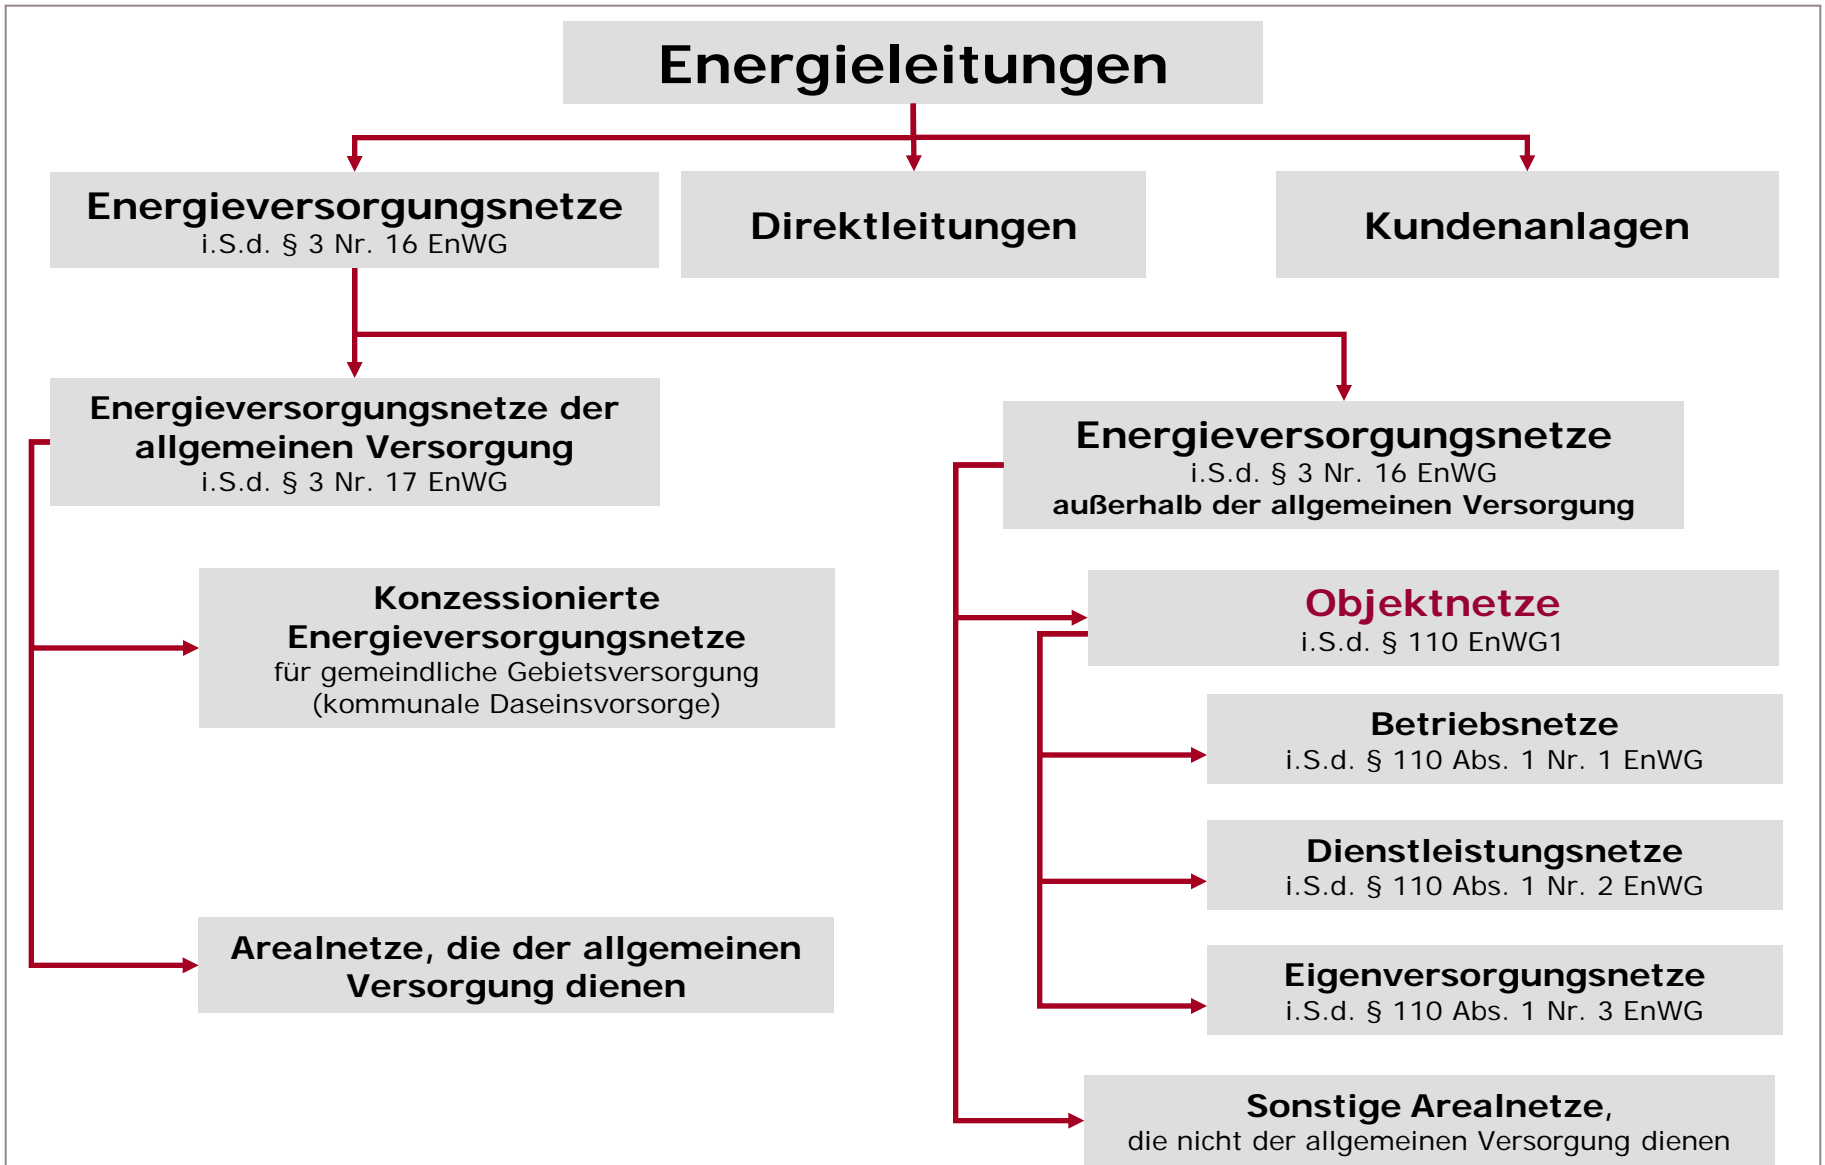 Energieleitungen
Energieversorgungsnetze
i.S.d. § 3 Nr. 16 EnWG
Direktleitungen
Kundenanlagen
Energieversorgungsnetze der
allgemeinen Versorgung
i.S.d. § 3 Nr. 17 EnWG
Energieversorgungsnetze
i.S.d. § 3 Nr. 16 EnWG
außerhalb der allgemeinen Versorgung
Konzessionierte
Energieversorgungsnetze
für gemeindliche Gebietsversorgung
(kommunale Daseinsvorsorge)
Arealnetze, die der allgemeinen
Versorgung dienen
Objektnetze
i.S.d. § 110 EnWG1
Betriebsnetze
i.S.d. § 110 Abs. 1 Nr. 1 EnWG
Dienstleistungsnetze
i.S.d. § 110 Abs. 1 Nr. 2 EnWG
Eigenversorgungsnetze
i.S.d. § 110 Abs. 1 Nr. 3 EnWG
Sonstige Arealnetze,
die nicht der allgemeinen Versorgung dienen